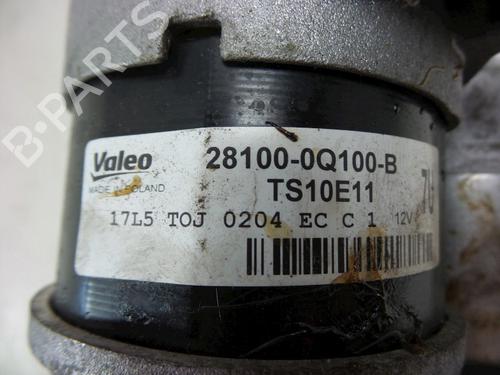 B-PARTS
Valeo
MADE IN POLAND
28100-0Q100-B
TS10E11
17L5 TOJ 0204 EC C 1 12V